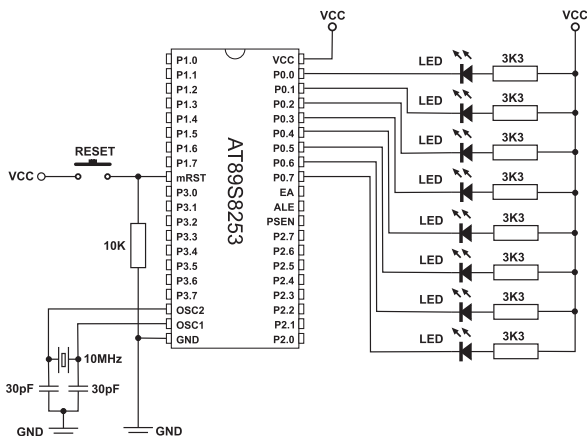 VCC
VCC
P1.0
P1.1
P1.2
P1.3
P1.4
P1.5
P1.6
P1.7
mRST
P3.0
P3.1
P3.2
P3.3
P3.4
P3.5
P3.6
P3.7
OSC2
OSC1
GND
AT89S8253
VCC
P0.0
P0.1
P0.2
P0.3
P0.4
P0.5
P0.6
P0.7
EA
ALE
PSEN
P2.7
P2.6
P2.5
P2.4
P2.3
P2.2
P2.1
P2.0
RESET
VCC
10K
10MHz
30pF
30pF
GND
GND
LED
3K3
LED
3K3
LED
3K3
LED
3K3
LED
3K3
LED
3K3
LED
3K3
LED
3K3